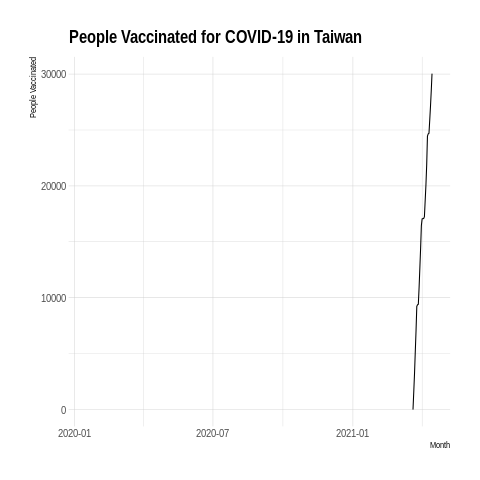 People Vaccinated for COVID-19 in Taiwan
People Vaccinated
30000
20000
10000
0
2020-01 2020-07 2021-01
Month